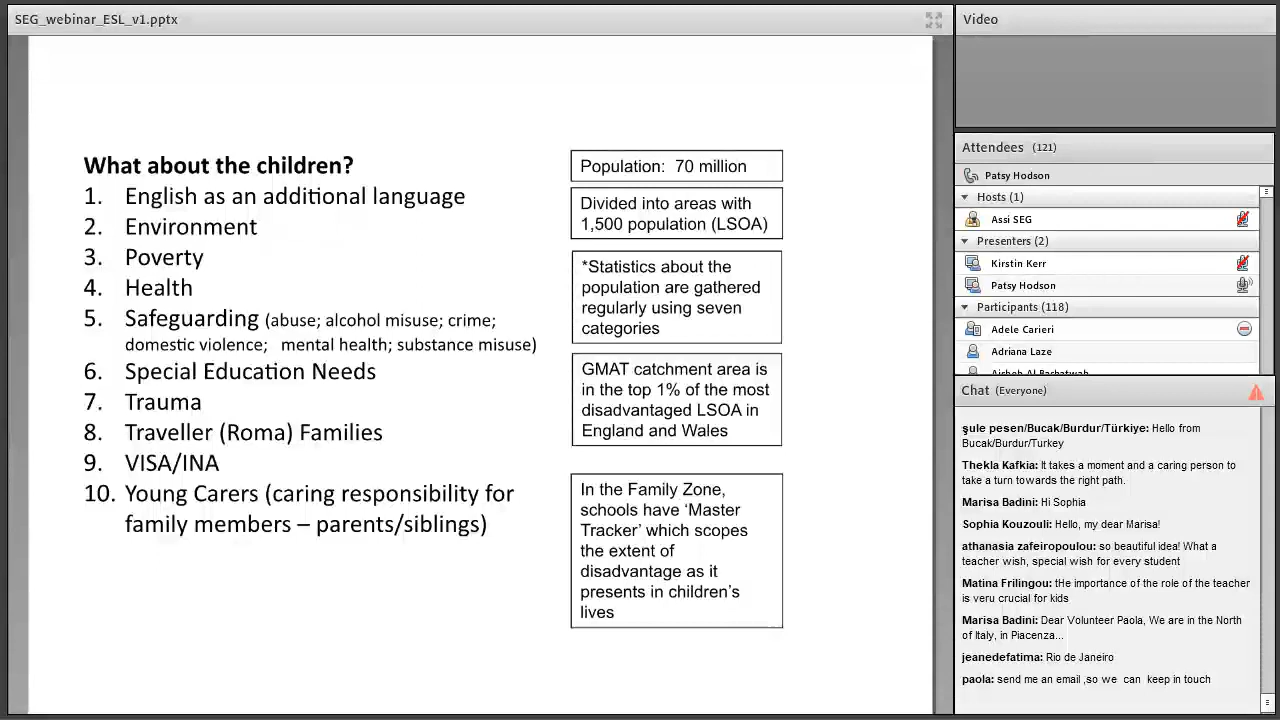 SEG_webinar_ESL_v1.pptx
What about the children?
1. English as an additional language
2. Environment
3. Poverty
4. Health
5. Safeguarding (abuse; alcohol misuse; crime;
domestic violence; mental health; substance misuse)
6. Special Education Needs
7. Trauma
8. Traveller (Roma) Families
9. VISA/INA
10. Young Carers (caring responsibility for
family members – parents/siblings)
Population: 70 million
Divided into areas with
1,500 population (LSOA)
*Statistics about the
population are gathered
regularly using seven
categories
GMAT catchment area is
in the top 1% of the most
disadvantaged LSOA in
England and Wales
In the Family Zone,
schools have ‘Master
Tracker’ which scopes
the extent of
disadvantage as it
presents in children’s
lives
Video
Attendees (121)
Patsy Hodson
Hosts (1)
Assi SEG
Presenters (2)
Kirstin Kerr
Patsy Hodson
Participants (118)
Adele Carieri
Adriana Laze
Chat (Everyone)
şule pesen/Bucak/Burdur/Türkiye: Hello from
Bucak/Burdur/Turkey
Thekla Kafkia: It takes a moment and a caring person to
take a turn towards the right path.
Marisa Badini: Hi Sophia
Sophia Kouzouli: Hello, my dear Marisa!
athanasia zafeiropoulou: so beautiful idea! What a
teacher wish, special wish for every student
Matina Frilingou: tHe importance of the role of the teacher
is veru crucial for kids
Marisa Badini: Dear Volunteer Paola, We are in the North
of Italy, in Piacenza...
jeanedefatima: Rio de Janeiro
paola: send me an email ,so we can keep in touch